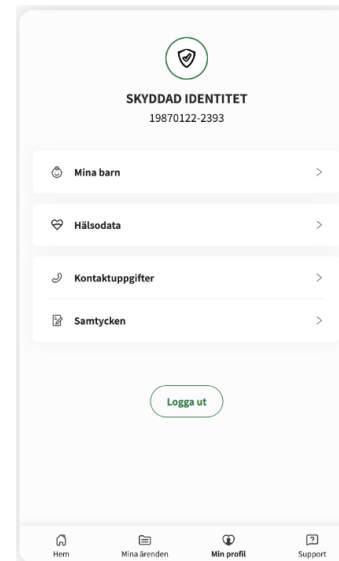 SKYDDAD IDENTITET
19870122-2393
Mina barn
Hälsodata
Kontaktuppgifter
Samtycken
Logga ut
Hem
Mina ärenden
Min profil
Support